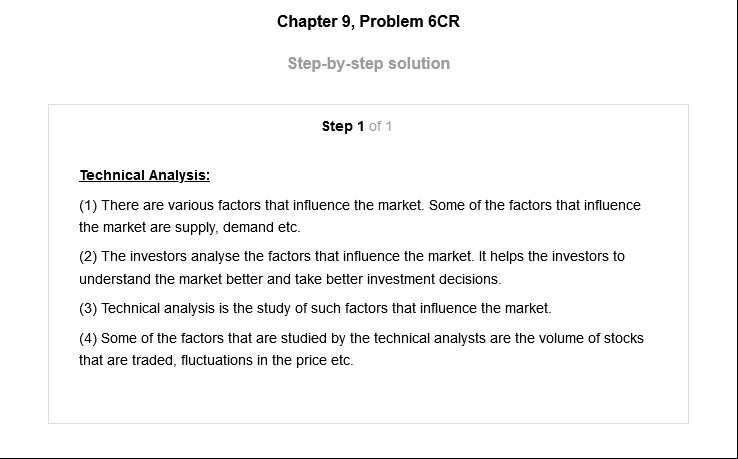 Chapter 9, Problem 6CR
Step-by-step solution
Step 1 of 1
Technical Analysis:
(1) There are various factors that influence the market. Some of the factors that influence
the market are supply, demand etc.
(2) The investors analyse the factors that influence the market. It helps the investors to
understand the market better and take better investment decisions.
(3) Technical analysis is the study of such factors that influence the market.
(4) Some of the factors that are studied by the technical analysts are the volume of stocks
that are traded, fluctuations in the price etc.